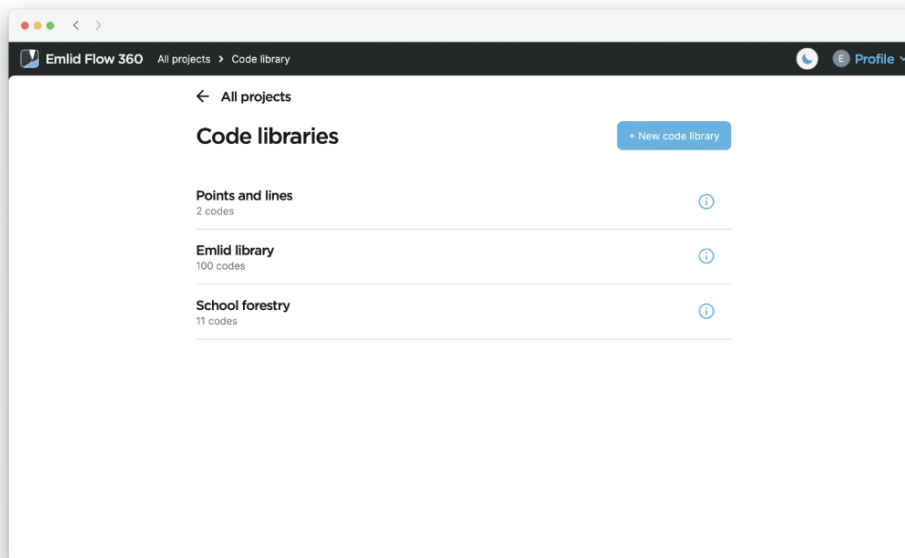 Emlid Flow 360 All projects > Code library E Profile
All projects
Code libraries
+ New code library
Points and lines
2 codes
Emlid library
100 codes
School forestry
11 codes